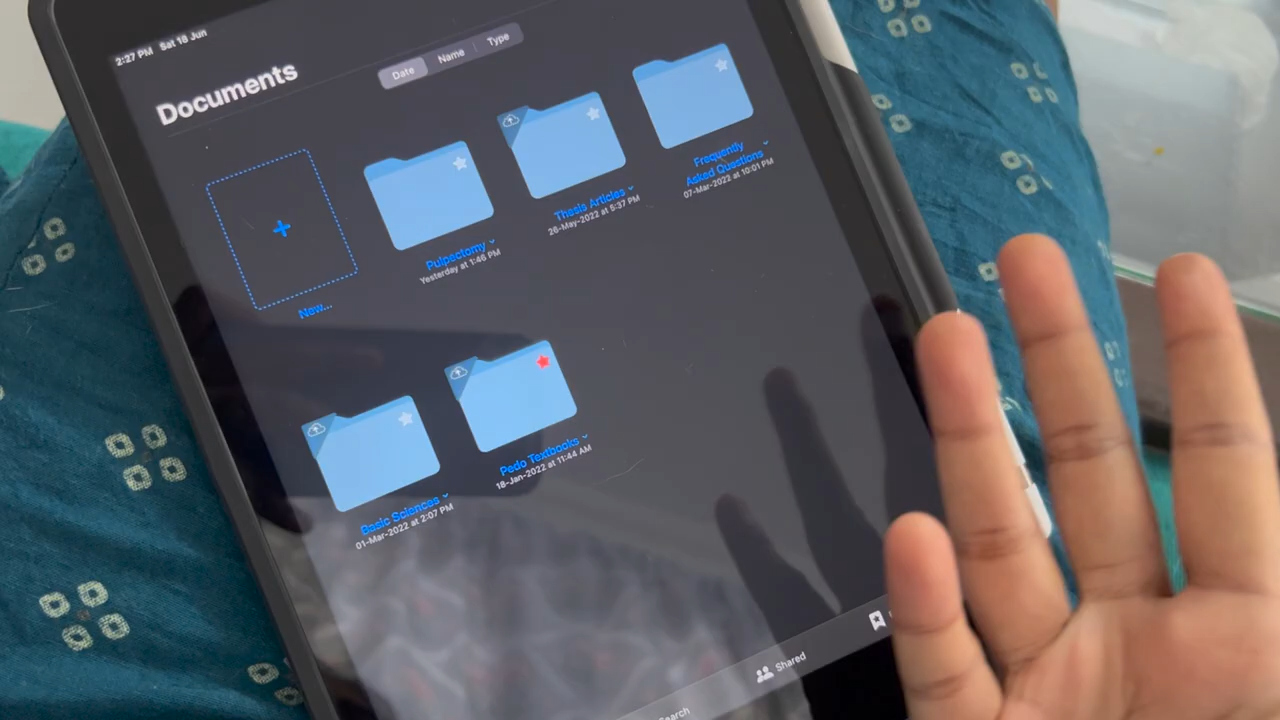 2:27 PM Sat 18 Jun
Documents
Date Name Type
New...
Pulpectomy
Yesterday at 1:46 PM
Thesis Articles
26-May-2022 at 5:37 PM
Frequently
Asked Questions
07-Mar-2022 at 10:01 PM
Basic Sciences
01-Mar-2022 at 2:07 PM
Pedo Textbooks
18-Jan-2022 at 11:44 AM
Search
Shared